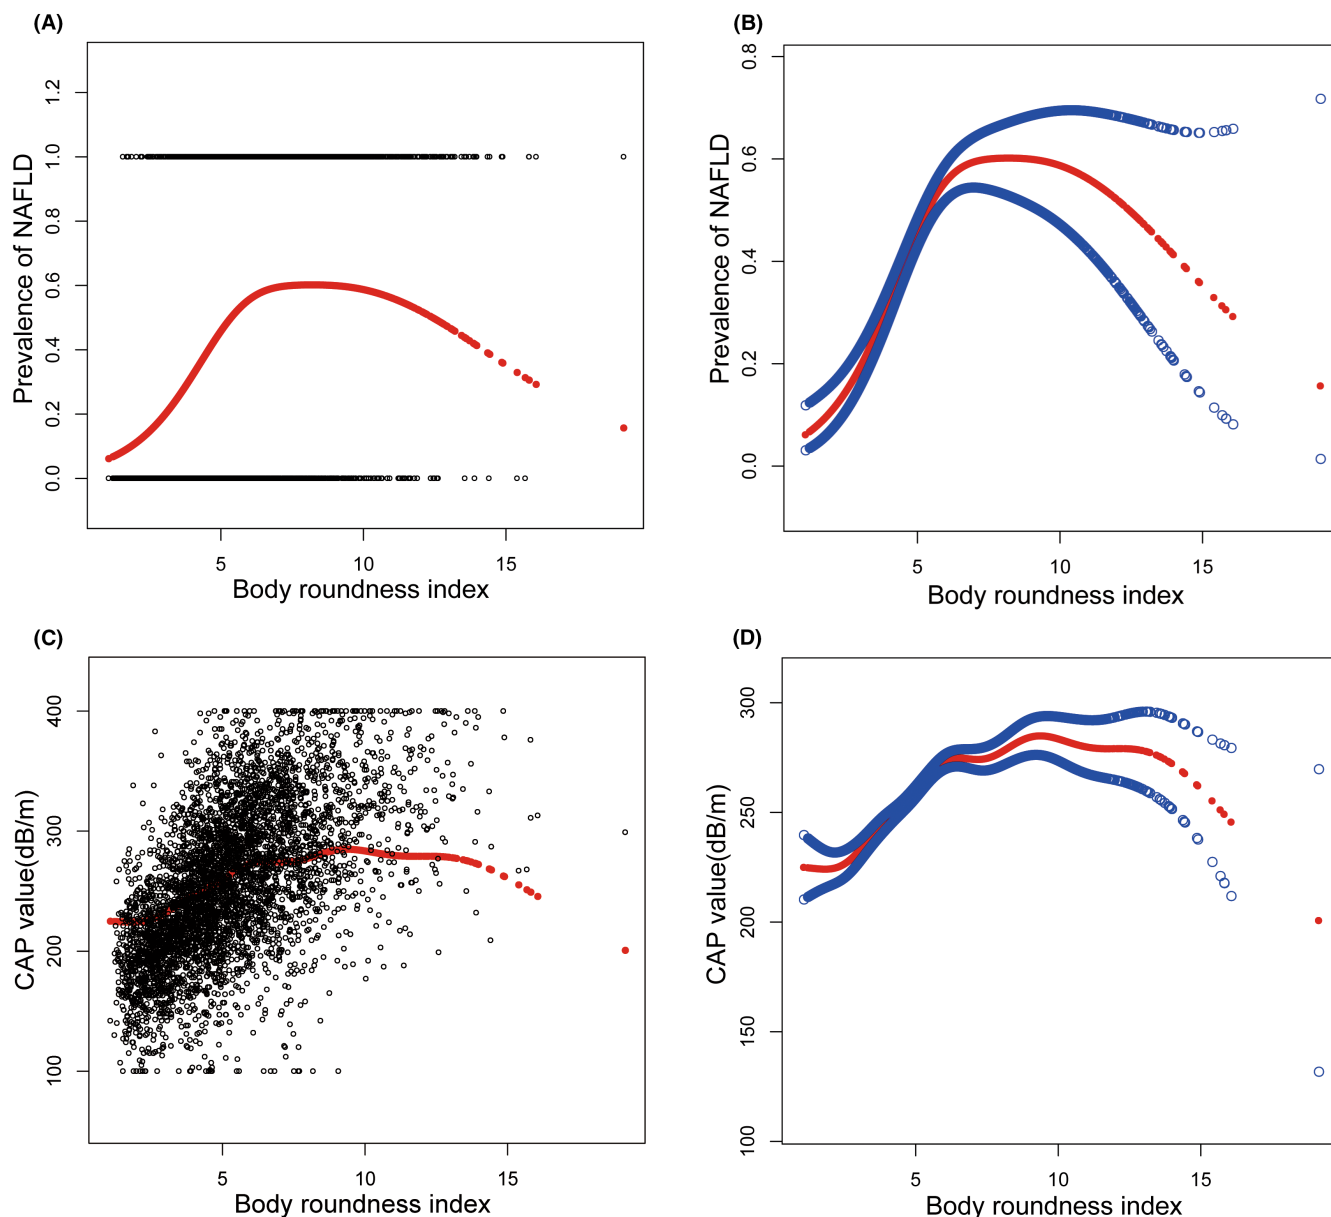 (A)
Prevalence of NAFLD
1.2
1.0
0.8
0.6
0.4
0.2
0.0
5 10 15
Body roundness index
(B)
Prevalence of NAFLD
0.8
0.6
0.4
0.2
0.0
5 10 15
Body roundness index
(C)
CAP value(dB/m)
400
300
200
100
5 10 15
Body roundness index
(D)
CAP value(dB/m)
300
250
200
150
100
5 10 15
Body roundness index